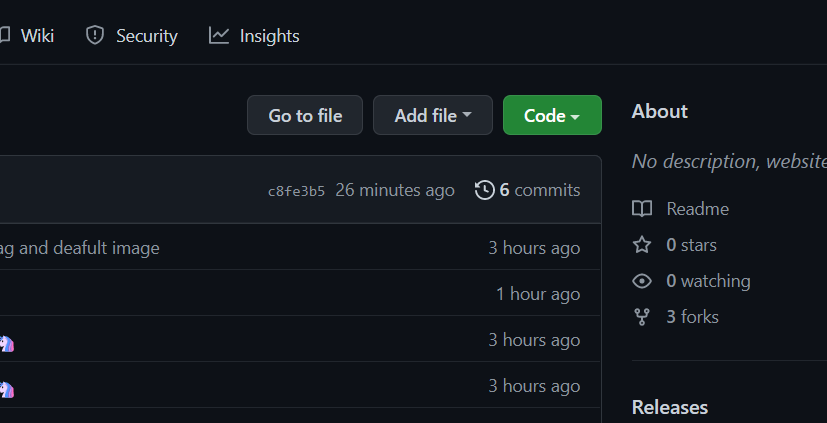 Wiki Security Insights
Go to file Add file Code
About
No description, website
c8fe3b5 26 minutes ago 6 commits
Readme
ag and deafult image 3 hours ago
0 stars
1 hour ago
0 watching
3 forks
3 hours ago
3 hours ago
Releases